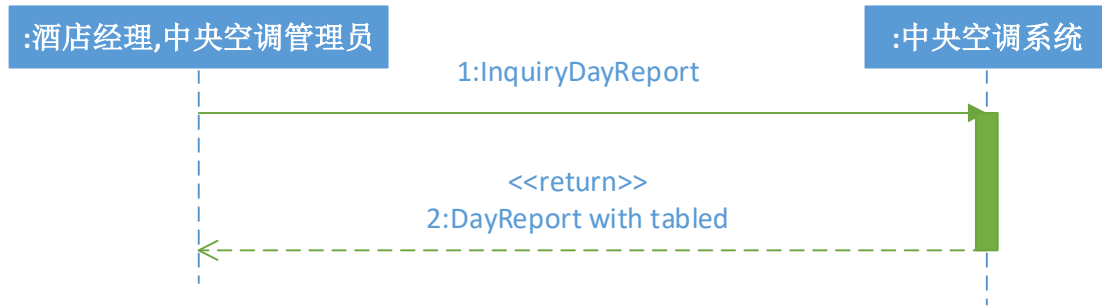 :酒店经理,中央空调管理员
:中央空调系统
1:InquiryDayReport
<<return>>
2:DayReport with tabled